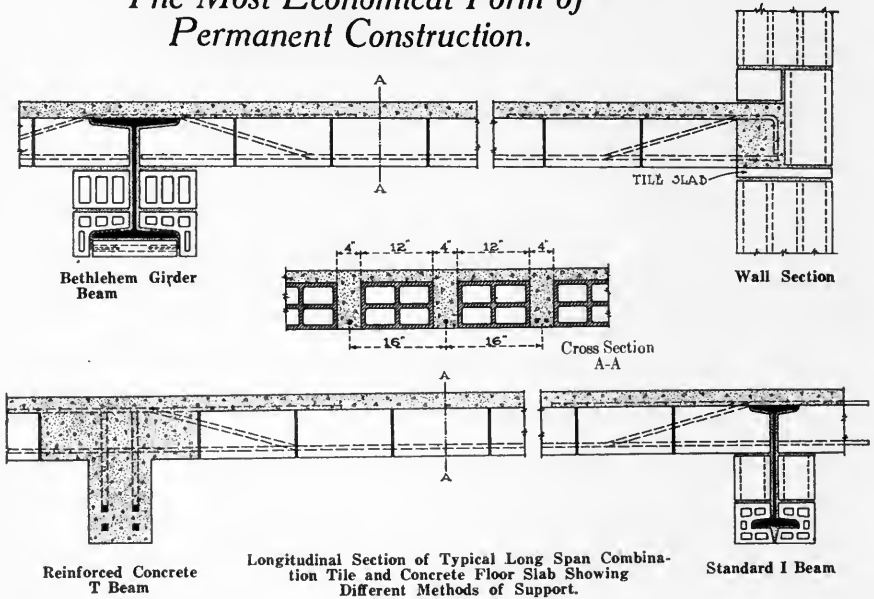 The Most Economical Form of
Permanent Construction.
A
A
TILE SLAB
Bethlehem Girder
Beam
Wall Section
4" 12" 4" 12" 4"
16" 16"
Cross Section
A-A
A
A
Reinforced Concrete
T Beam
Longitudinal Section of Typical Long Span Combina-
tion Tile and Concrete Floor Slab Showing
Different Methods of Support.
Standard I Beam